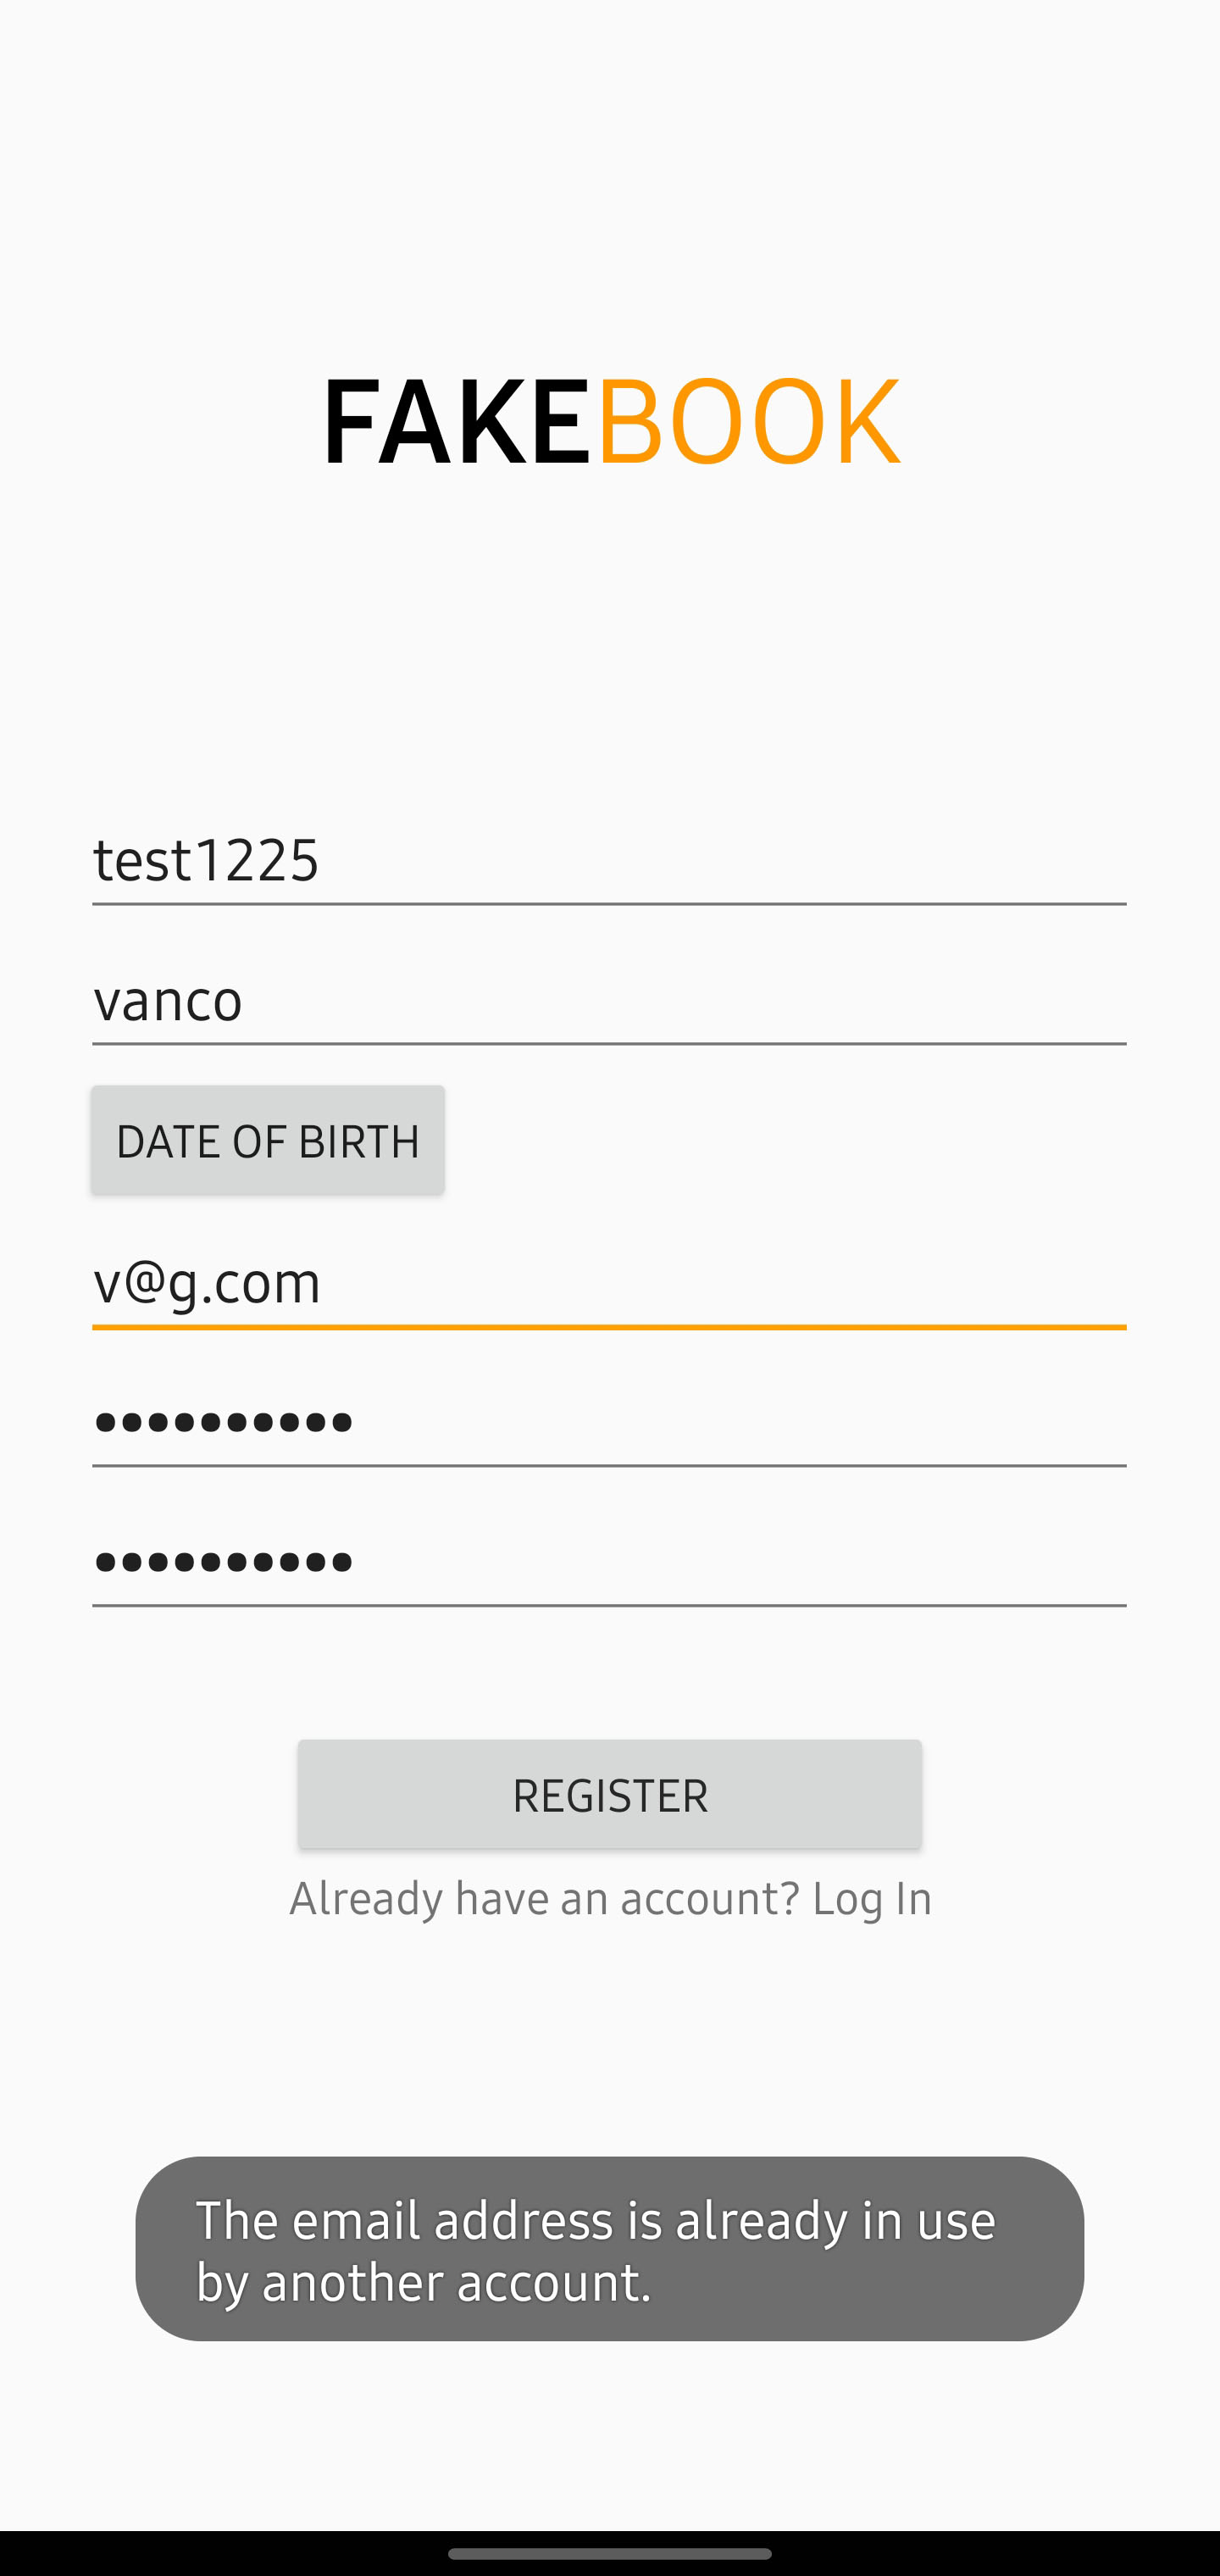 FAKEBOOK
test1225
vanco
DATE OF BIRTH
v@g.com
••••••••••
••••••••••
REGISTER
Already have an account? Log In
The email address is already in use
by another account.